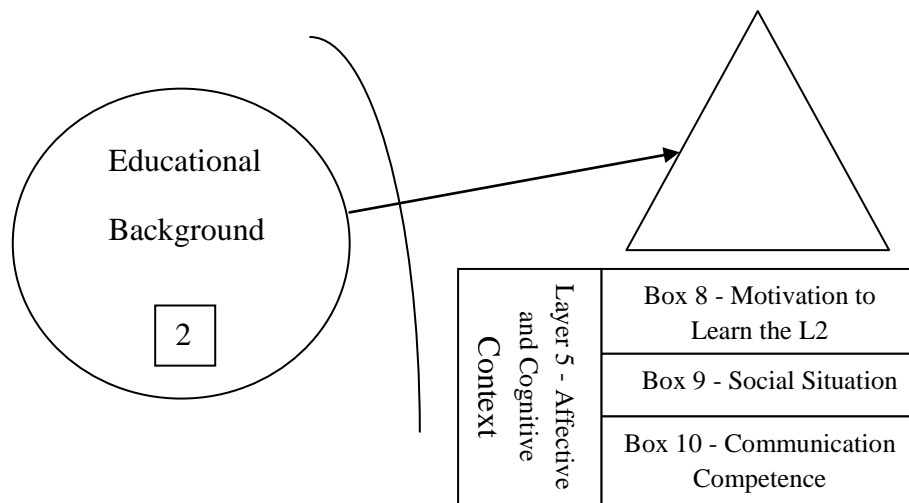 Educational
Background
2
Layer 5 - Affective
and Cognitive
Context
Box 8 - Motivation to
Learn the L2
Box 9 - Social Situation
Box 10 - Communication
Competence